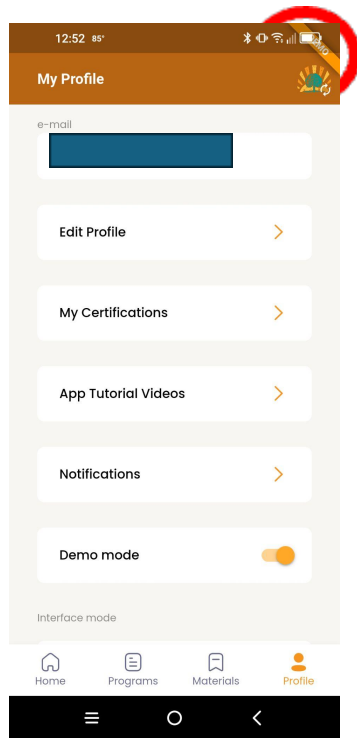 12:52 85°
My Profile
e-mail
Edit Profile
My Certifications
App Tutorial Videos
Notifications
Demo mode
Interface mode
Home Programs Materials Profile